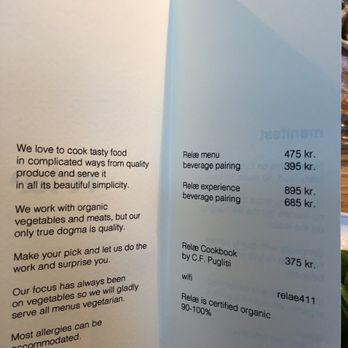 We love to cook tasty food
in complicated ways from quality
produce and serve it
in all its beautiful simplicity.
We work with organic
vegetables and meats, but our
only true dogma is quality.
Make your pick and let us do the
work and surprise you.
Our focus has always been
on vegetables so we will gladly
serve all menus vegetarian.
Most allergies can be
accommodated.
manifest
Relæ menu 475 kr.
beverage pairing 395 kr.
Relæ experience 895 kr.
beverage pairing 685 kr.
Relæ Cookbook
by C.F. Puglisi 375 kr.
wifi relae411
Relæ is certified organic
90-100%